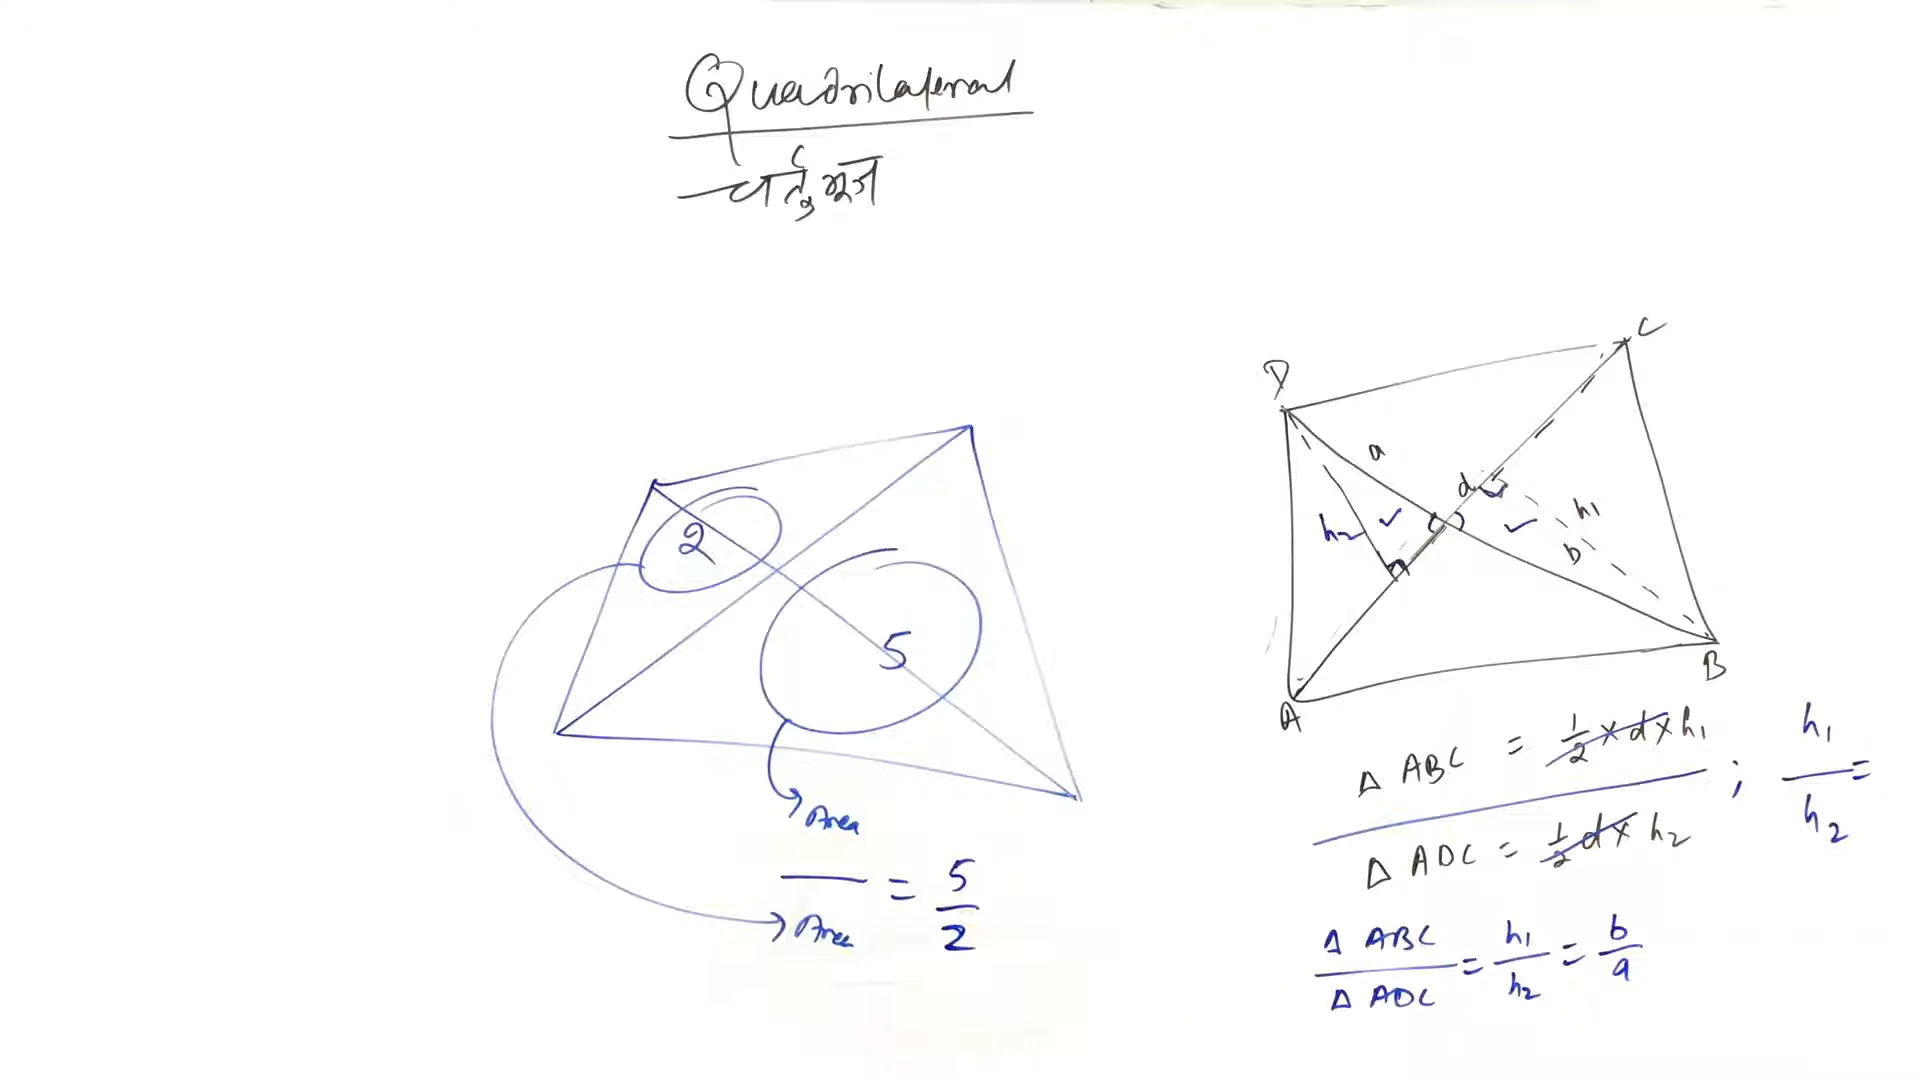 Quadrilateral
चर्तुभूज
2
5
Area
Area
= 5/2
D
C
a
d
h2
h1
b
B
A
Δ ABC = 1/2 × d × h1
Δ ADC = 1/2 d × h2
; h1/h2 =
Δ ABC / Δ ADC = h1/h2 = b/a